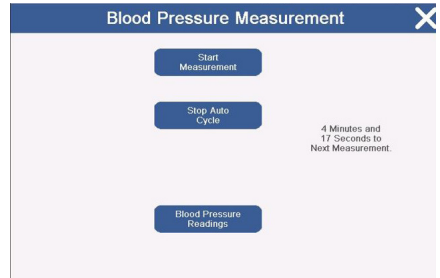 Blood Pressure Measurement
Start
Measurement
Stop Auto
Cycle
4 Minutes and
17 Seconds to
Next Measurement.
Blood Pressure
Readings